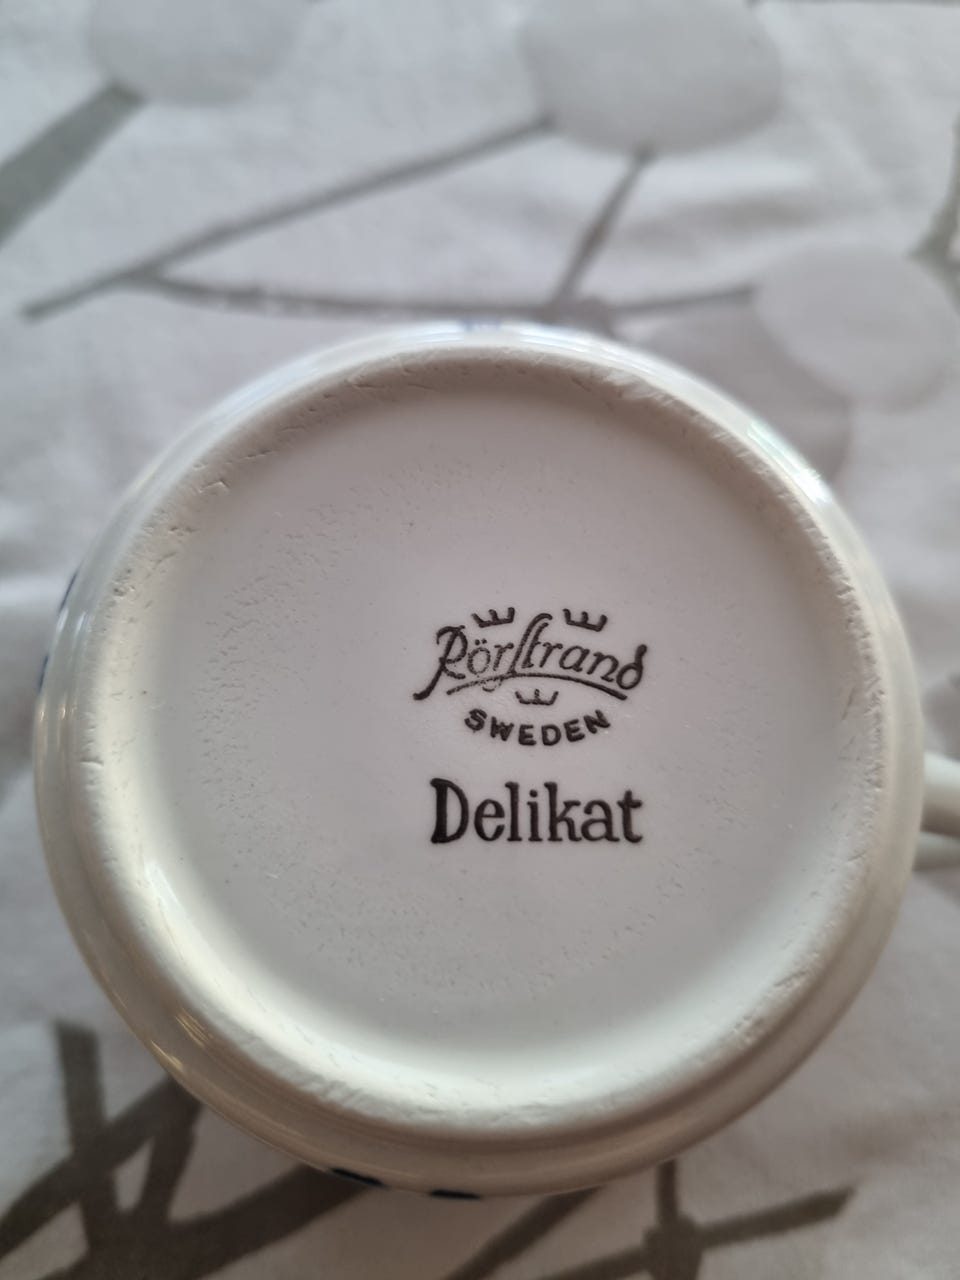 Rörstrand
SWEDEN
Delikat